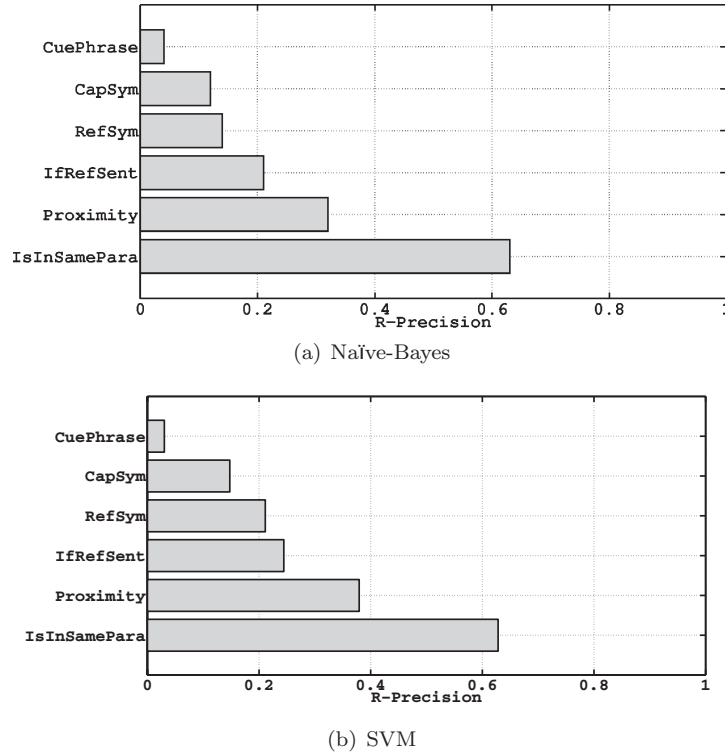 CuePhrase
CapSym
RefSym
IfRefSent
Proximity
IsInSamePara
0 0.2 0.4 0.6 0.8 1
R-Precision
(a) Naïve-Bayes
CuePhrase
CapSym
RefSym
IfRefSent
Proximity
IsInSamePara
0 0.2 0.4 0.6 0.8 1
R-Precision
(b) SVM